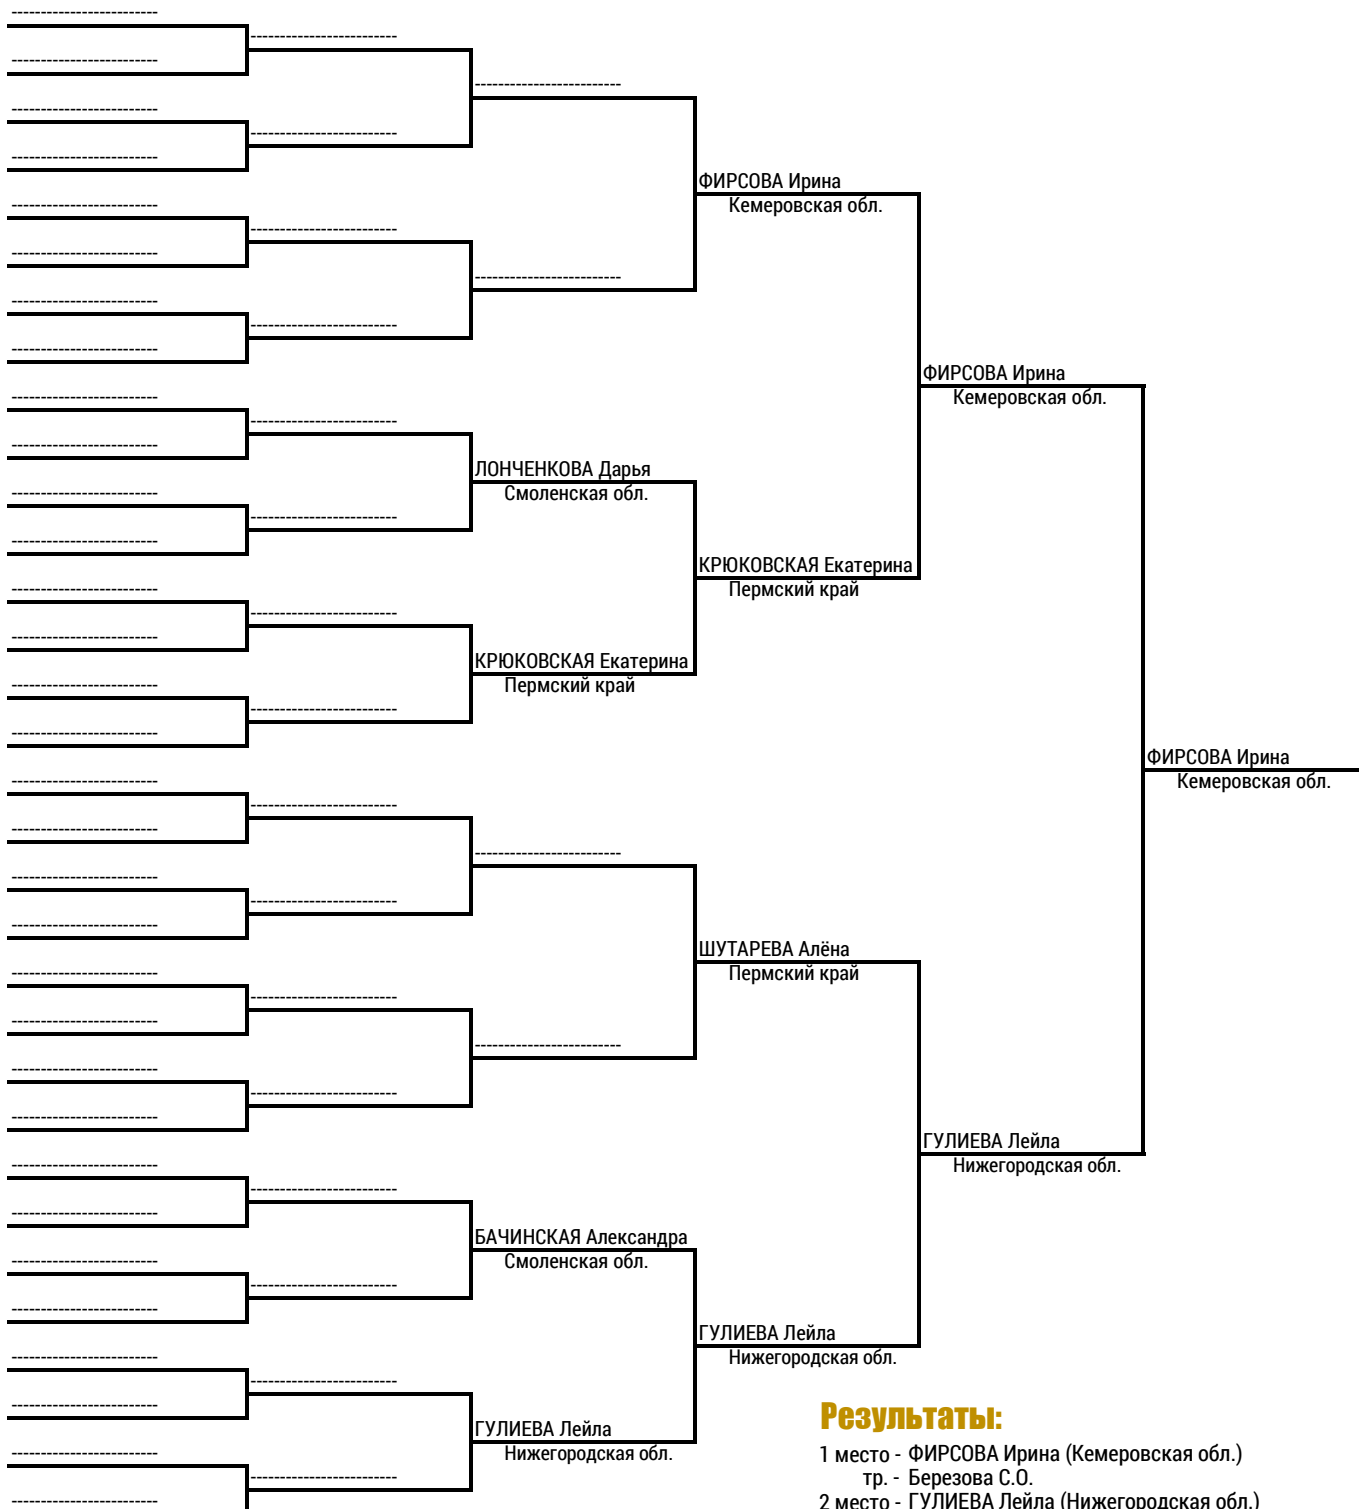 ФИРСОВА Ирина
Кемеровская обл.
ФИРСОВА Ирина
Кемеровская обл.
ЛОНЧЕНКОВА Дарья
Смоленская обл.
КРЮКОВСКАЯ Екатерина
Пермский край
КРЮКОВСКАЯ Екатерина
Пермский край
ФИРСОВА Ирина
Кемеровская обл.
ШУТАРЕВА Алёна
Пермский край
ГУЛИЕВА Лейла
Нижегородская обл.
БАЧИНСКАЯ Александра
Смоленская обл.
ГУЛИЕВА Лейла
Нижегородская обл.
ГУЛИЕВА Лейла
Нижегородская обл.
Результаты:
1 место - ФИРСОВА Ирина (Кемеровская обл.)
тр. - Березова С.О.
2 место - ГУЛИЕВА Лейла (Нижегородская обл.)